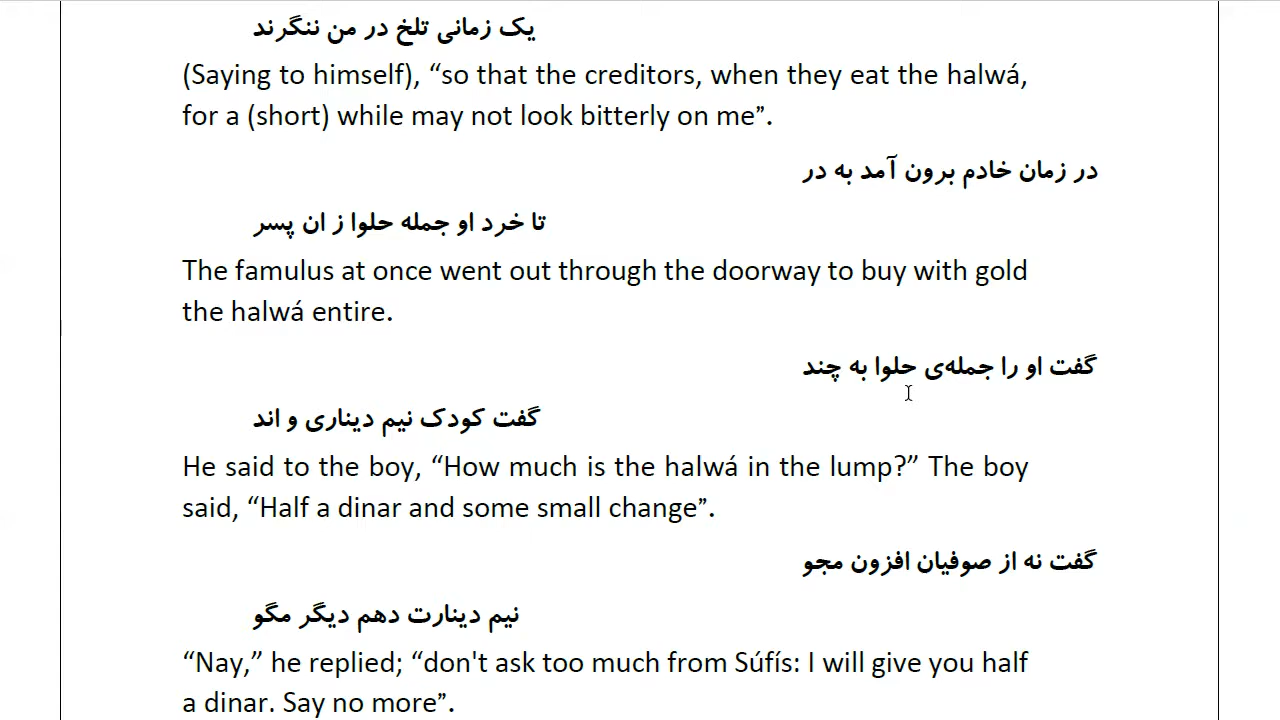 یک زمانی تلخ در من ننگرند
(Saying to himself), “so that the creditors, when they eat the halwá,
for a (short) while may not look bitterly on me”.
در زمان خادم برون آمد به در
تا خرد او جمله حلوا ز ان پسر
The famulus at once went out through the doorway to buy with gold
the halwá entire.
گفت او را جمله‌ی حلوا به چند
گفت کودک نیم دیناری و اند
He said to the boy, “How much is the halwá in the lump?” The boy
said, “Half a dinar and some small change”.
گفت نه از صوفیان افزون مجو
نیم دینارت دهم دیگر مگو
“Nay,” he replied; “don't ask too much from Súfís: I will give you half
a dinar. Say no more”.